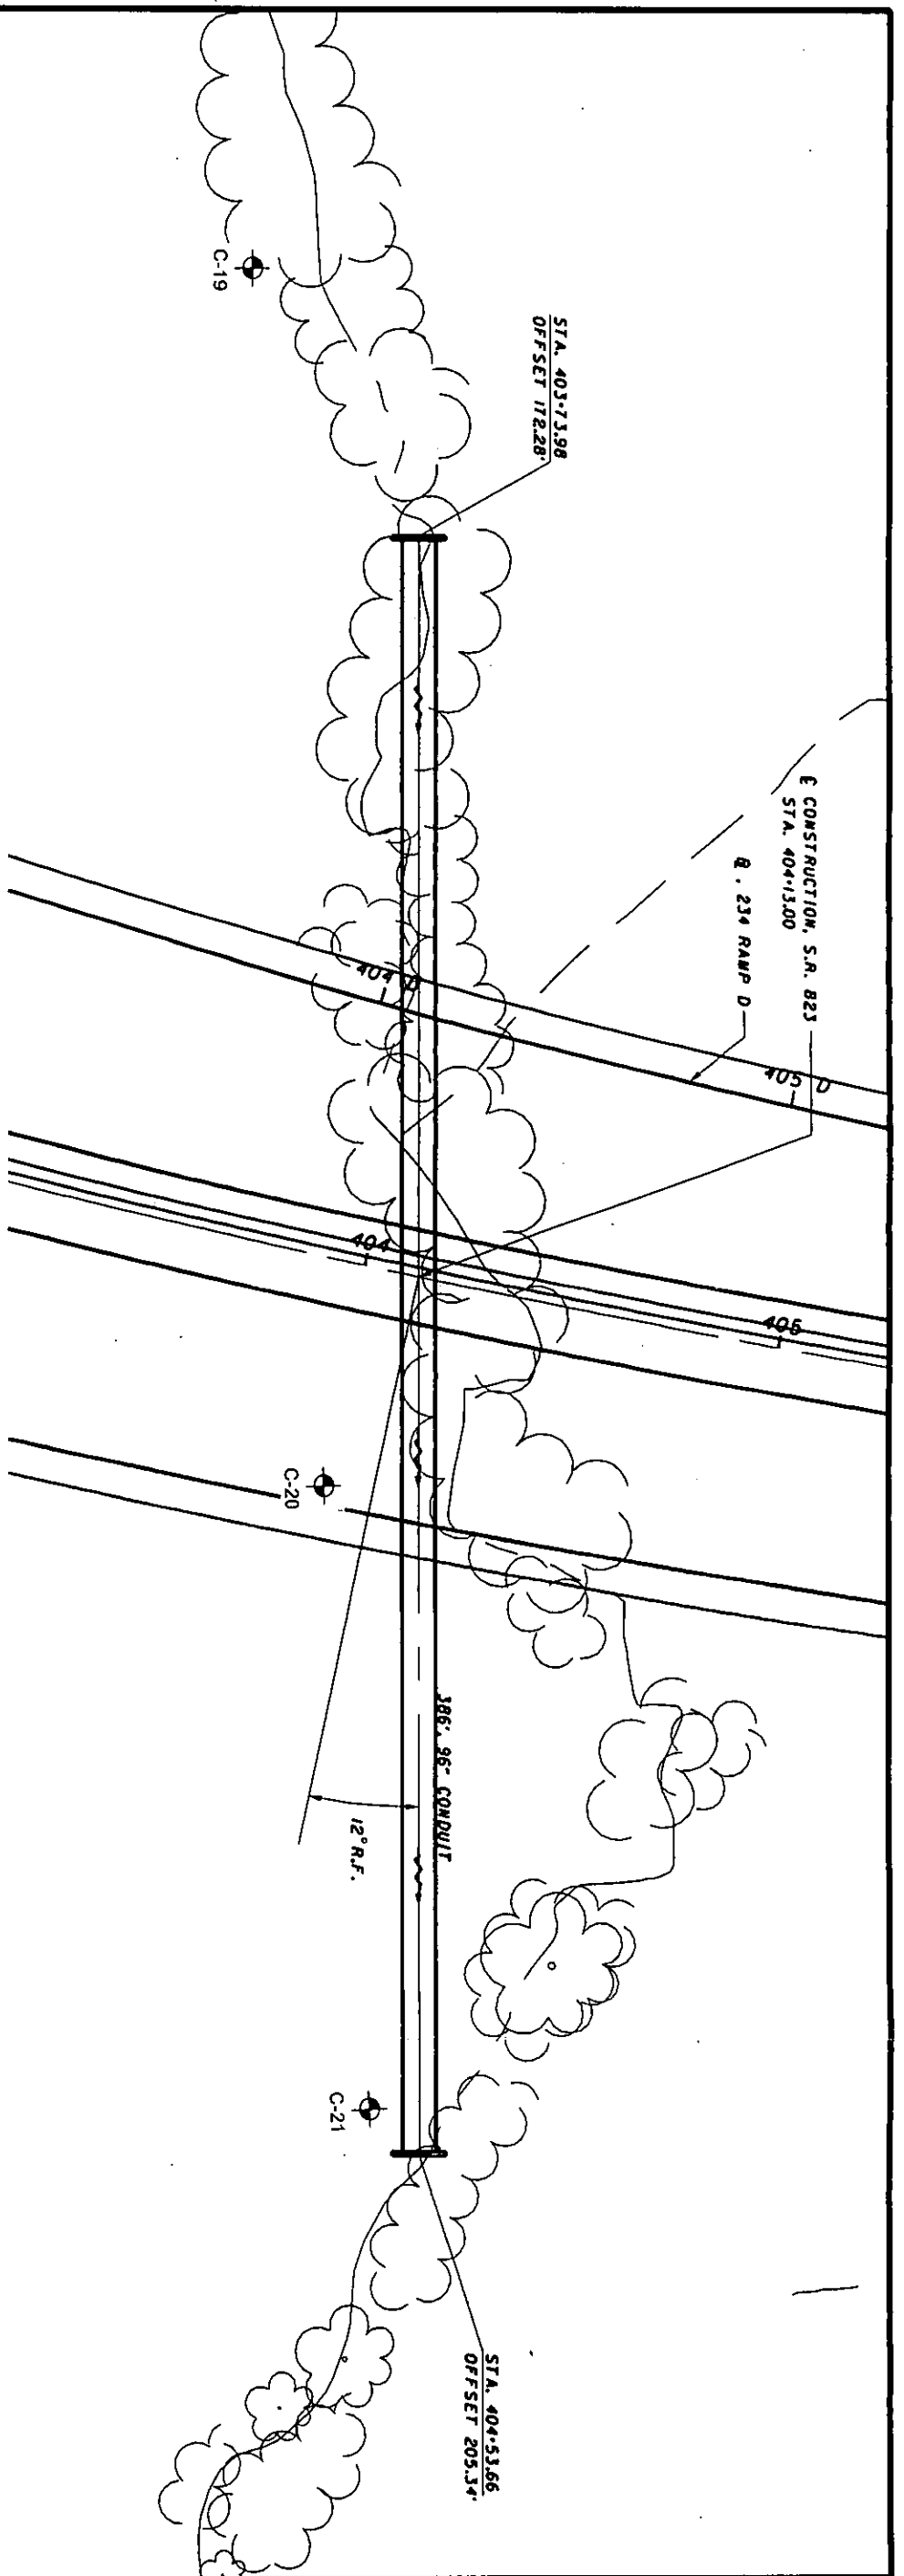 C-19
STA. 403+73.98
OFFSET 172.28'
℄ CONSTRUCTION, S.R. 823
STA. 404+13.00
234 RAMP D
404 D
405 D
404
405
C-20
386', 96" CONDUIT
12° R.F.
C-21
STA. 404+53.66
OFFSET 205.34'